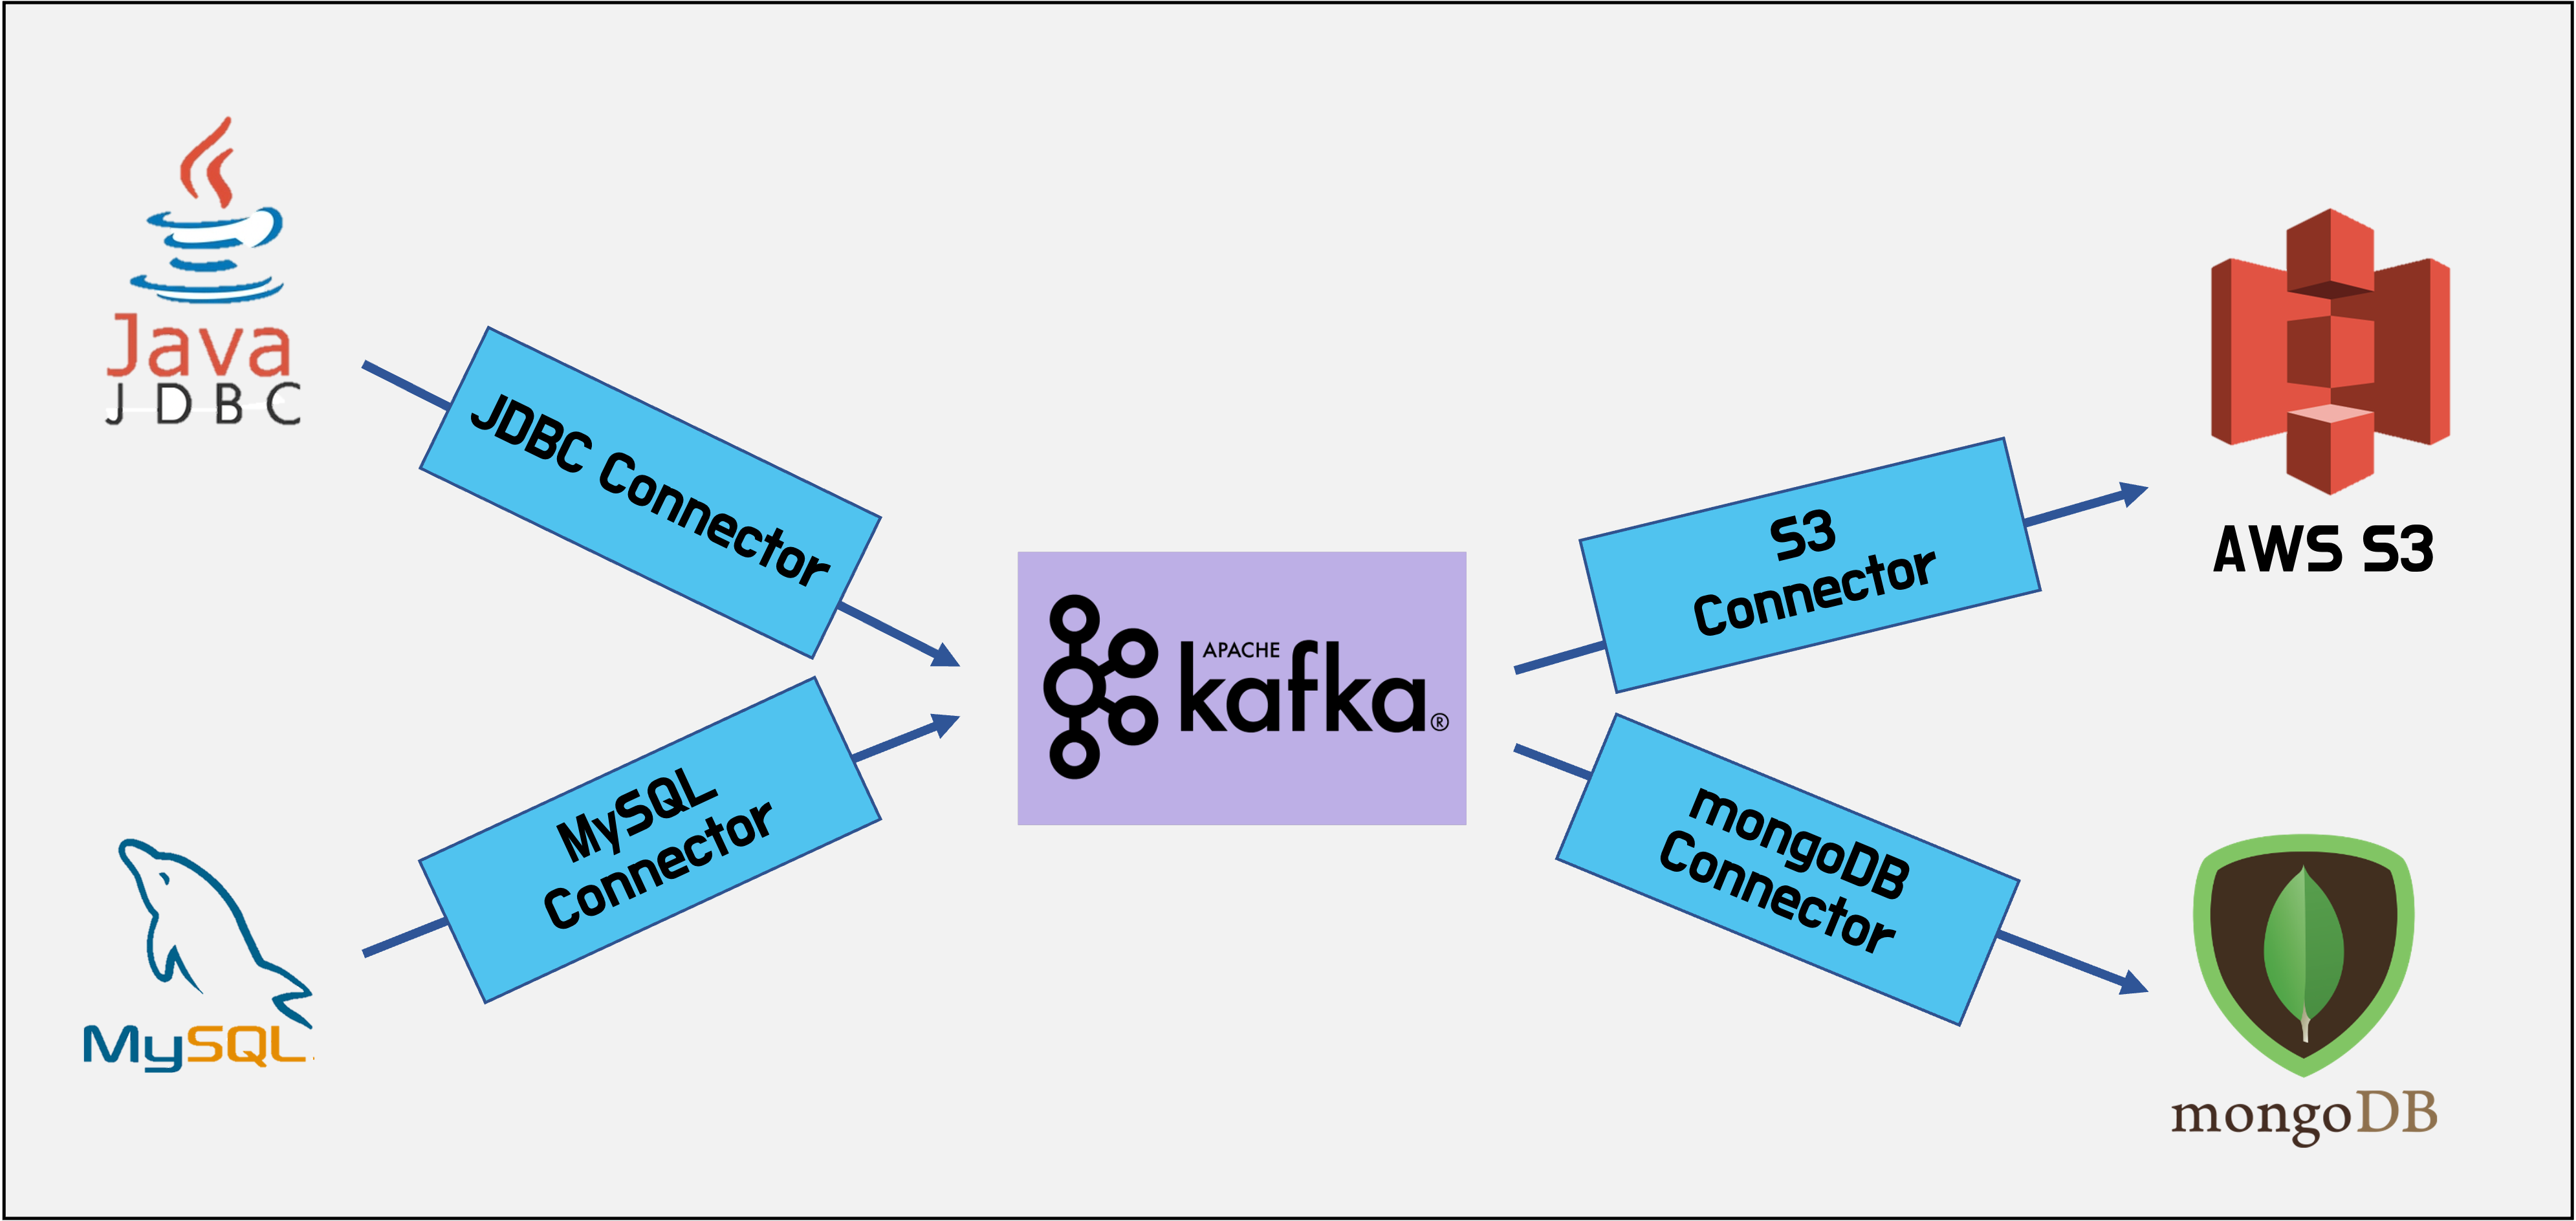 Java
JDBC
JDBC Connector
MySQL
Connector
MySQL
APACHE
kafka®
S3
Connector
AWS S3
mongoDB
Connector
mongoDB